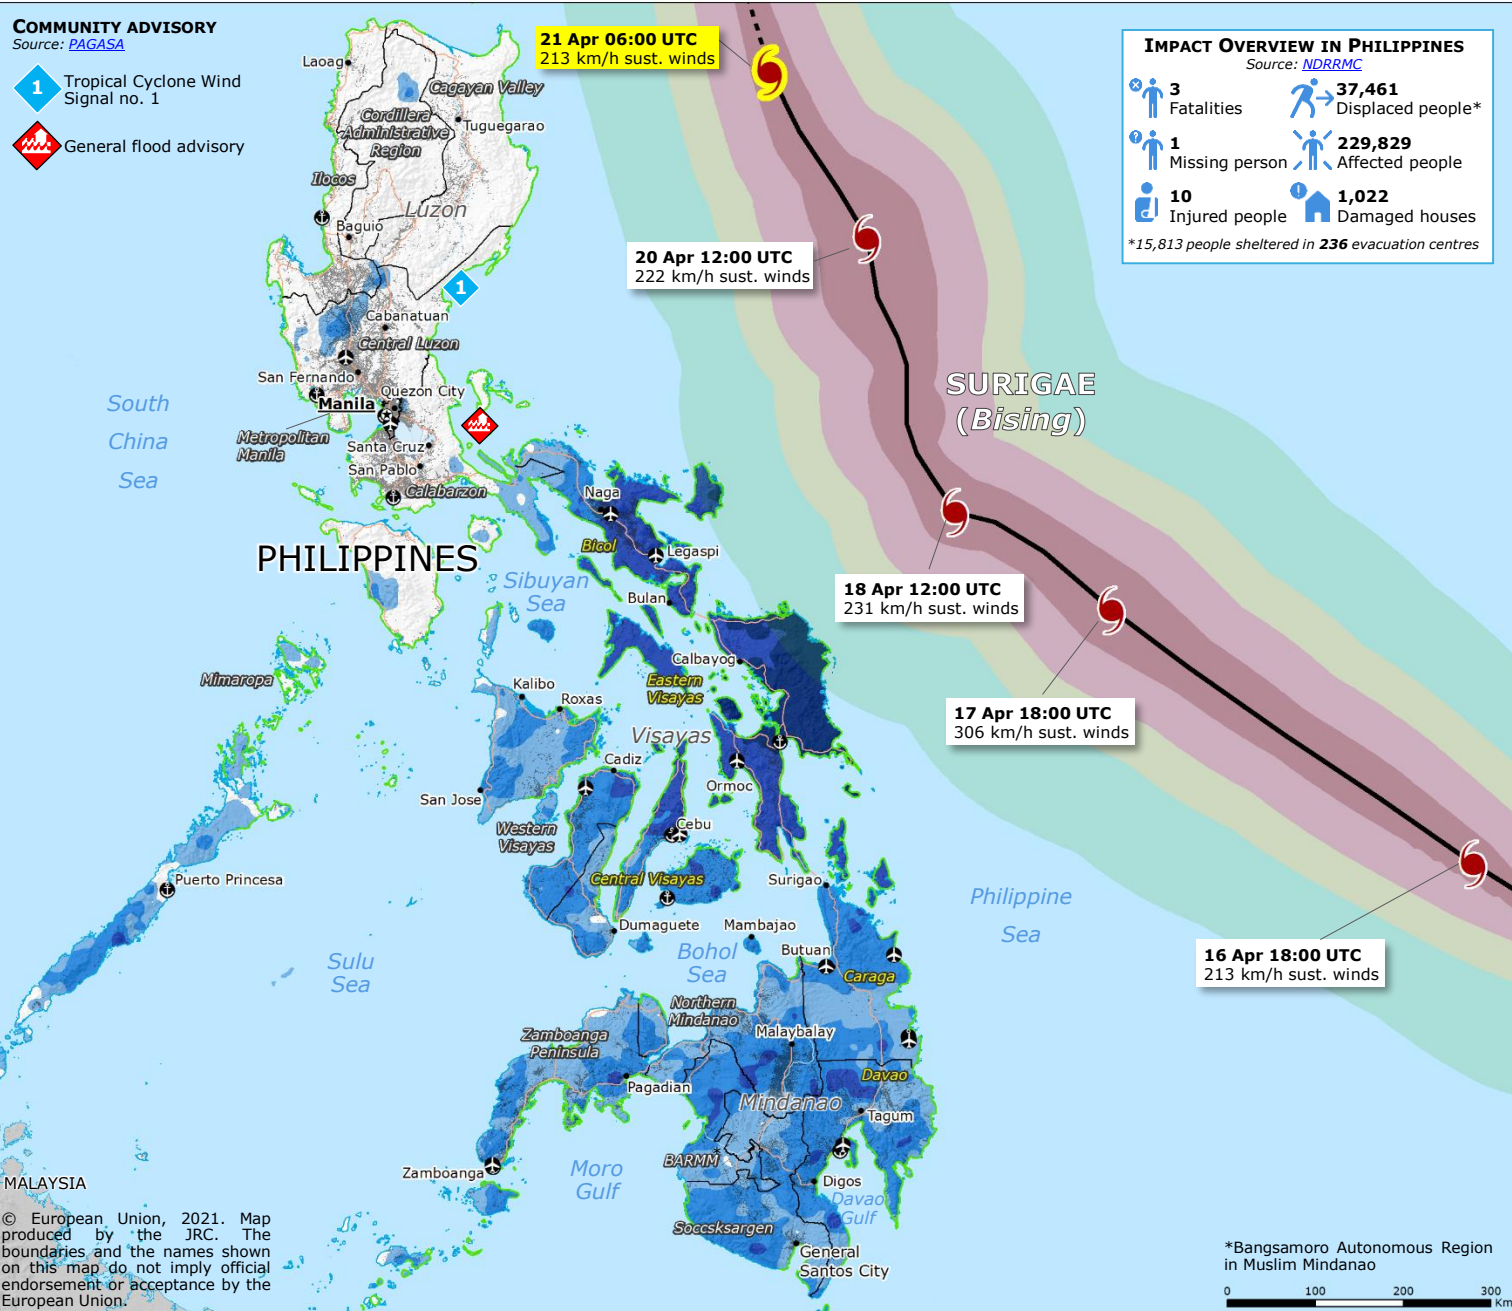 COMMUNITY ADVISORY
Source: PAGASA
1
Tropical Cyclone Wind
Signal no. 1
General flood advisory
21 Apr 06:00 UTC
213 km/h sust. winds
IMPACT OVERVIEW IN PHILIPPINES
Source: NDRRMC
3
Fatalities
37,461
Displaced people*
1
Missing person
229,829
Affected people
10
Injured people
1,022
Damaged houses
*15,813 people sheltered in 236 evacuation centres
20 Apr 12:00 UTC
222 km/h sust. winds
SURIGAE
(Bising)
18 Apr 12:00 UTC
231 km/h sust. winds
17 Apr 18:00 UTC
306 km/h sust. winds
16 Apr 18:00 UTC
213 km/h sust. winds
Laoag
Cagayan Valley
Cordillera
Administrative
Region
Tuguegarao
Ilocos
Luzon
Baguio
1
Cabanatuan
Central Luzon
San Fernando
Quezon City
Manila
Metropolitan
Manila
Santa Cruz
San Pablo
Calabarzon
South
China
Sea
PHILIPPINES
Naga
Bicol
Legaspi
Sibuyan
Sea
Bulan
Calbayog
Mimaropa
Eastern
Visayas
Kalibo
Roxas
Visayas
Cadiz
Ormoc
San Jose
Western
Visayas
Cebu
Puerto Princesa
Central Visayas
Surigao
Philippine
Sea
Dumaguete
Mambajao
Bohol
Sea
Butuan
Caraga
Sulu
Sea
Northern
Mindanao
Zamboanga
Peninsula
Malaybalay
Pagadian
Davao
Mindanao
Tagum
Zamboanga
Moro
Gulf
BARMM*
Digos
Davao
Gulf
Soccsksargen
General
Santos City
MALAYSIA
© European Union, 2021. Map
produced by the JRC. The
boundaries and the names shown
on this map do not imply official
endorsement or acceptance by the
European Union.
*Bangsamoro Autonomous Region
in Muslim Mindanao
0 100 200 300
Km